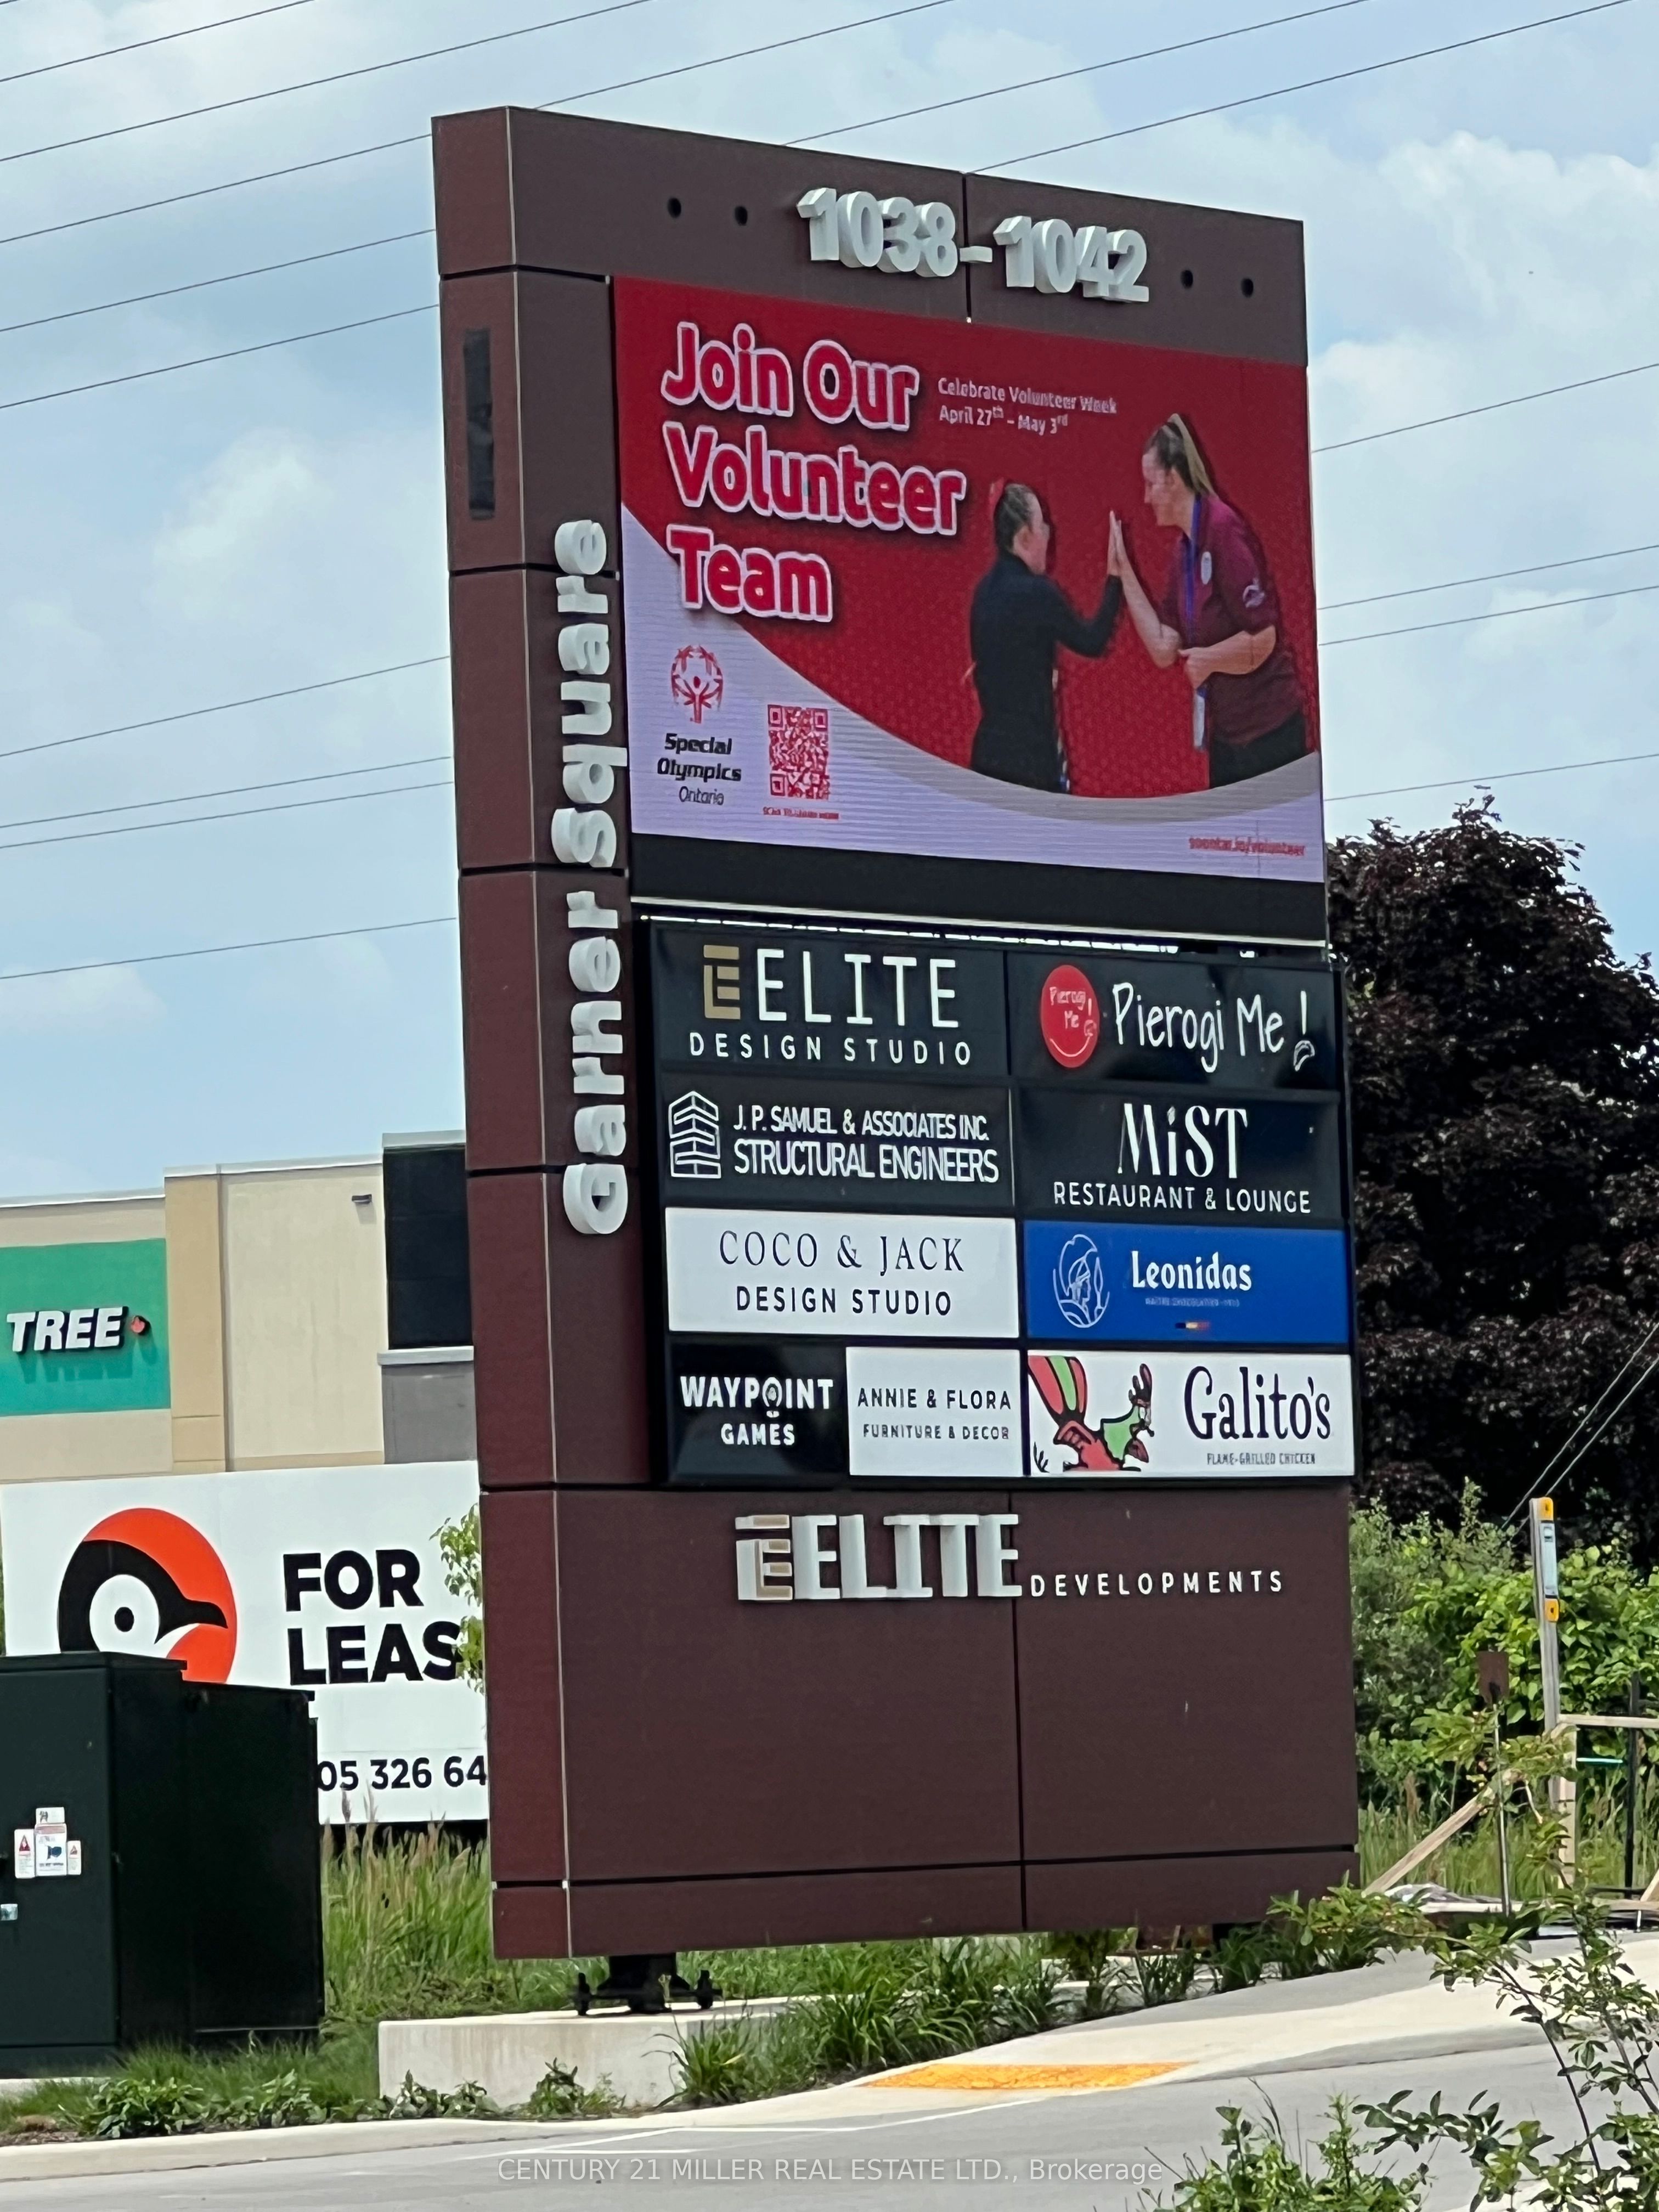 1038-1042
Join Our
Volunteer
Team
Celebrate Volunteer Week
April 27th - May 3rd
Special
Olympics
Ontario
Garner Square
ELITE
DESIGN STUDIO
Pierogi
Me !
Pierogi Me !
J. P. SAMUEL & ASSOCIATES INC.
STRUCTURAL ENGINEERS
MiST
RESTAURANT & LOUNGE
COCO & JACK
DESIGN STUDIO
Leonidas
WAYPOINT
GAMES
ANNIE & FLORA
FURNITURE & DECOR
Galito's
FLAME-GRILLED CHICKEN
ELITE DEVELOPMENTS
TREE
FOR
LEAS
05 326 64
CENTURY 21 MILLER REAL ESTATE LTD., Brokerage